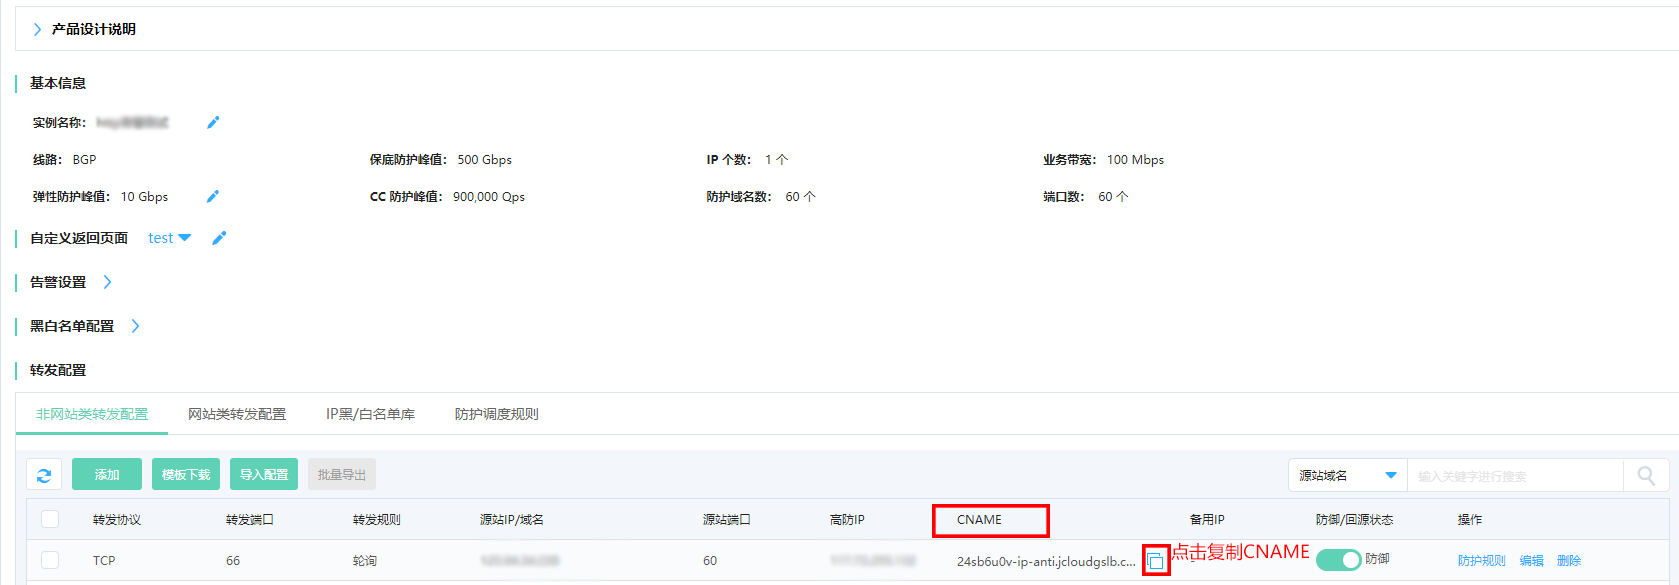 产品设计说明
基本信息
实例名称：
线路： BGP 保底防护峰值： 500 Gbps IP 个数： 1 个 业务带宽： 100 Mbps
弹性防护峰值： 10 Gbps CC 防护峰值： 900,000 Qps 防护域名数： 60 个 端口数： 60 个
自定义返回页面 test
告警设置
黑白名单配置
转发配置
非网站类转发配置 网站类转发配置 IP黑/白名单库 防护调度规则
添加 模板下载 导入配置 批量导出 源站域名 输入关键字进行搜索
转发协议 转发端口 转发规则 源站IP/域名 源站端口 高防IP CNAME 备用IP 防御/回源状态 操作
TCP 66 轮询 60 24sb6u0v-ip-anti.jcloudgslb.c... 点击复制CNAME - 防御 防护规则 编辑 删除